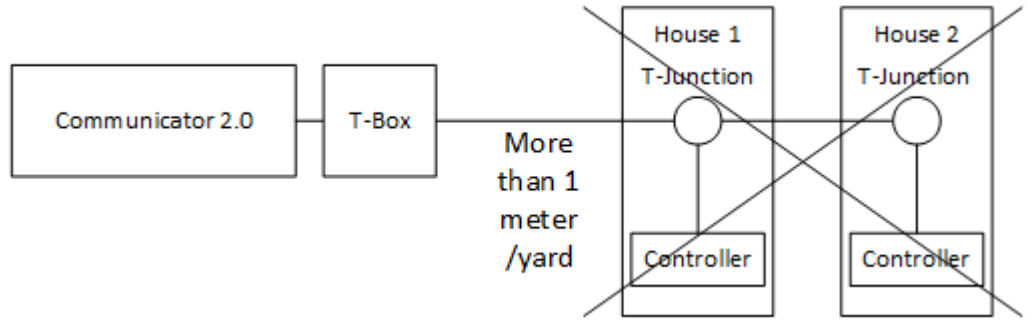 Communicator 2.0
T-Box
More
than 1
meter
/yard
House 1
T-Junction
Controller
House 2
T-Junction
Controller